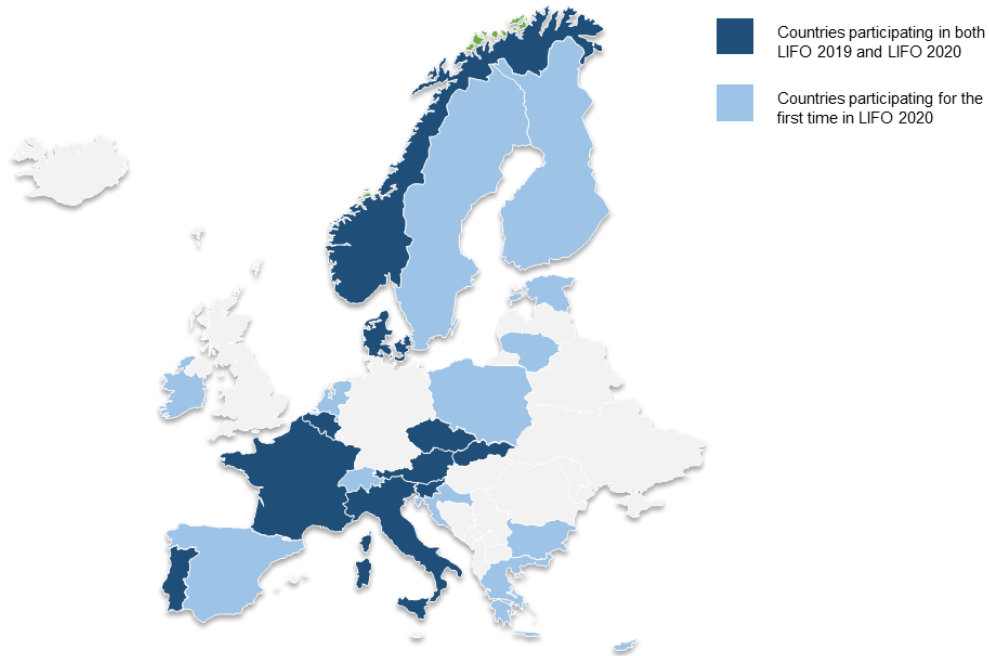 Countries participating in both
LIFO 2019 and LIFO 2020
Countries participating for the
first time in LIFO 2020